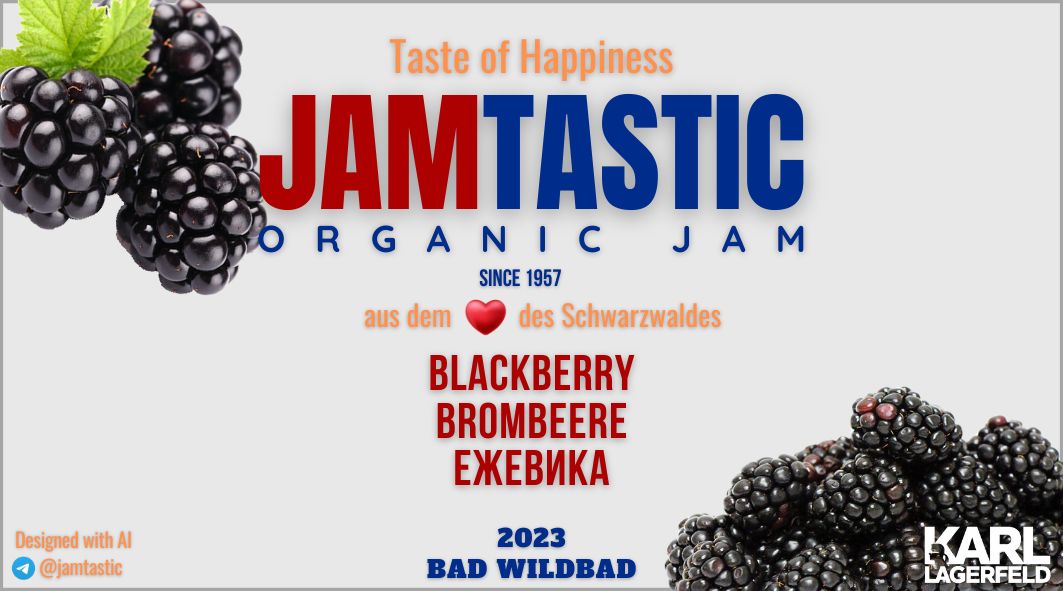 Taste of Happiness
JAMTASTIC
ORGANIC JAM
SINCE 1957
aus dem ❤ des Schwarzwaldes
BLACKBERRY
BROMBEERE
ЕЖЕВИКА
2023
BAD WILDBAD
Designed with AI
@jamtastic
KARL
LAGERFELD